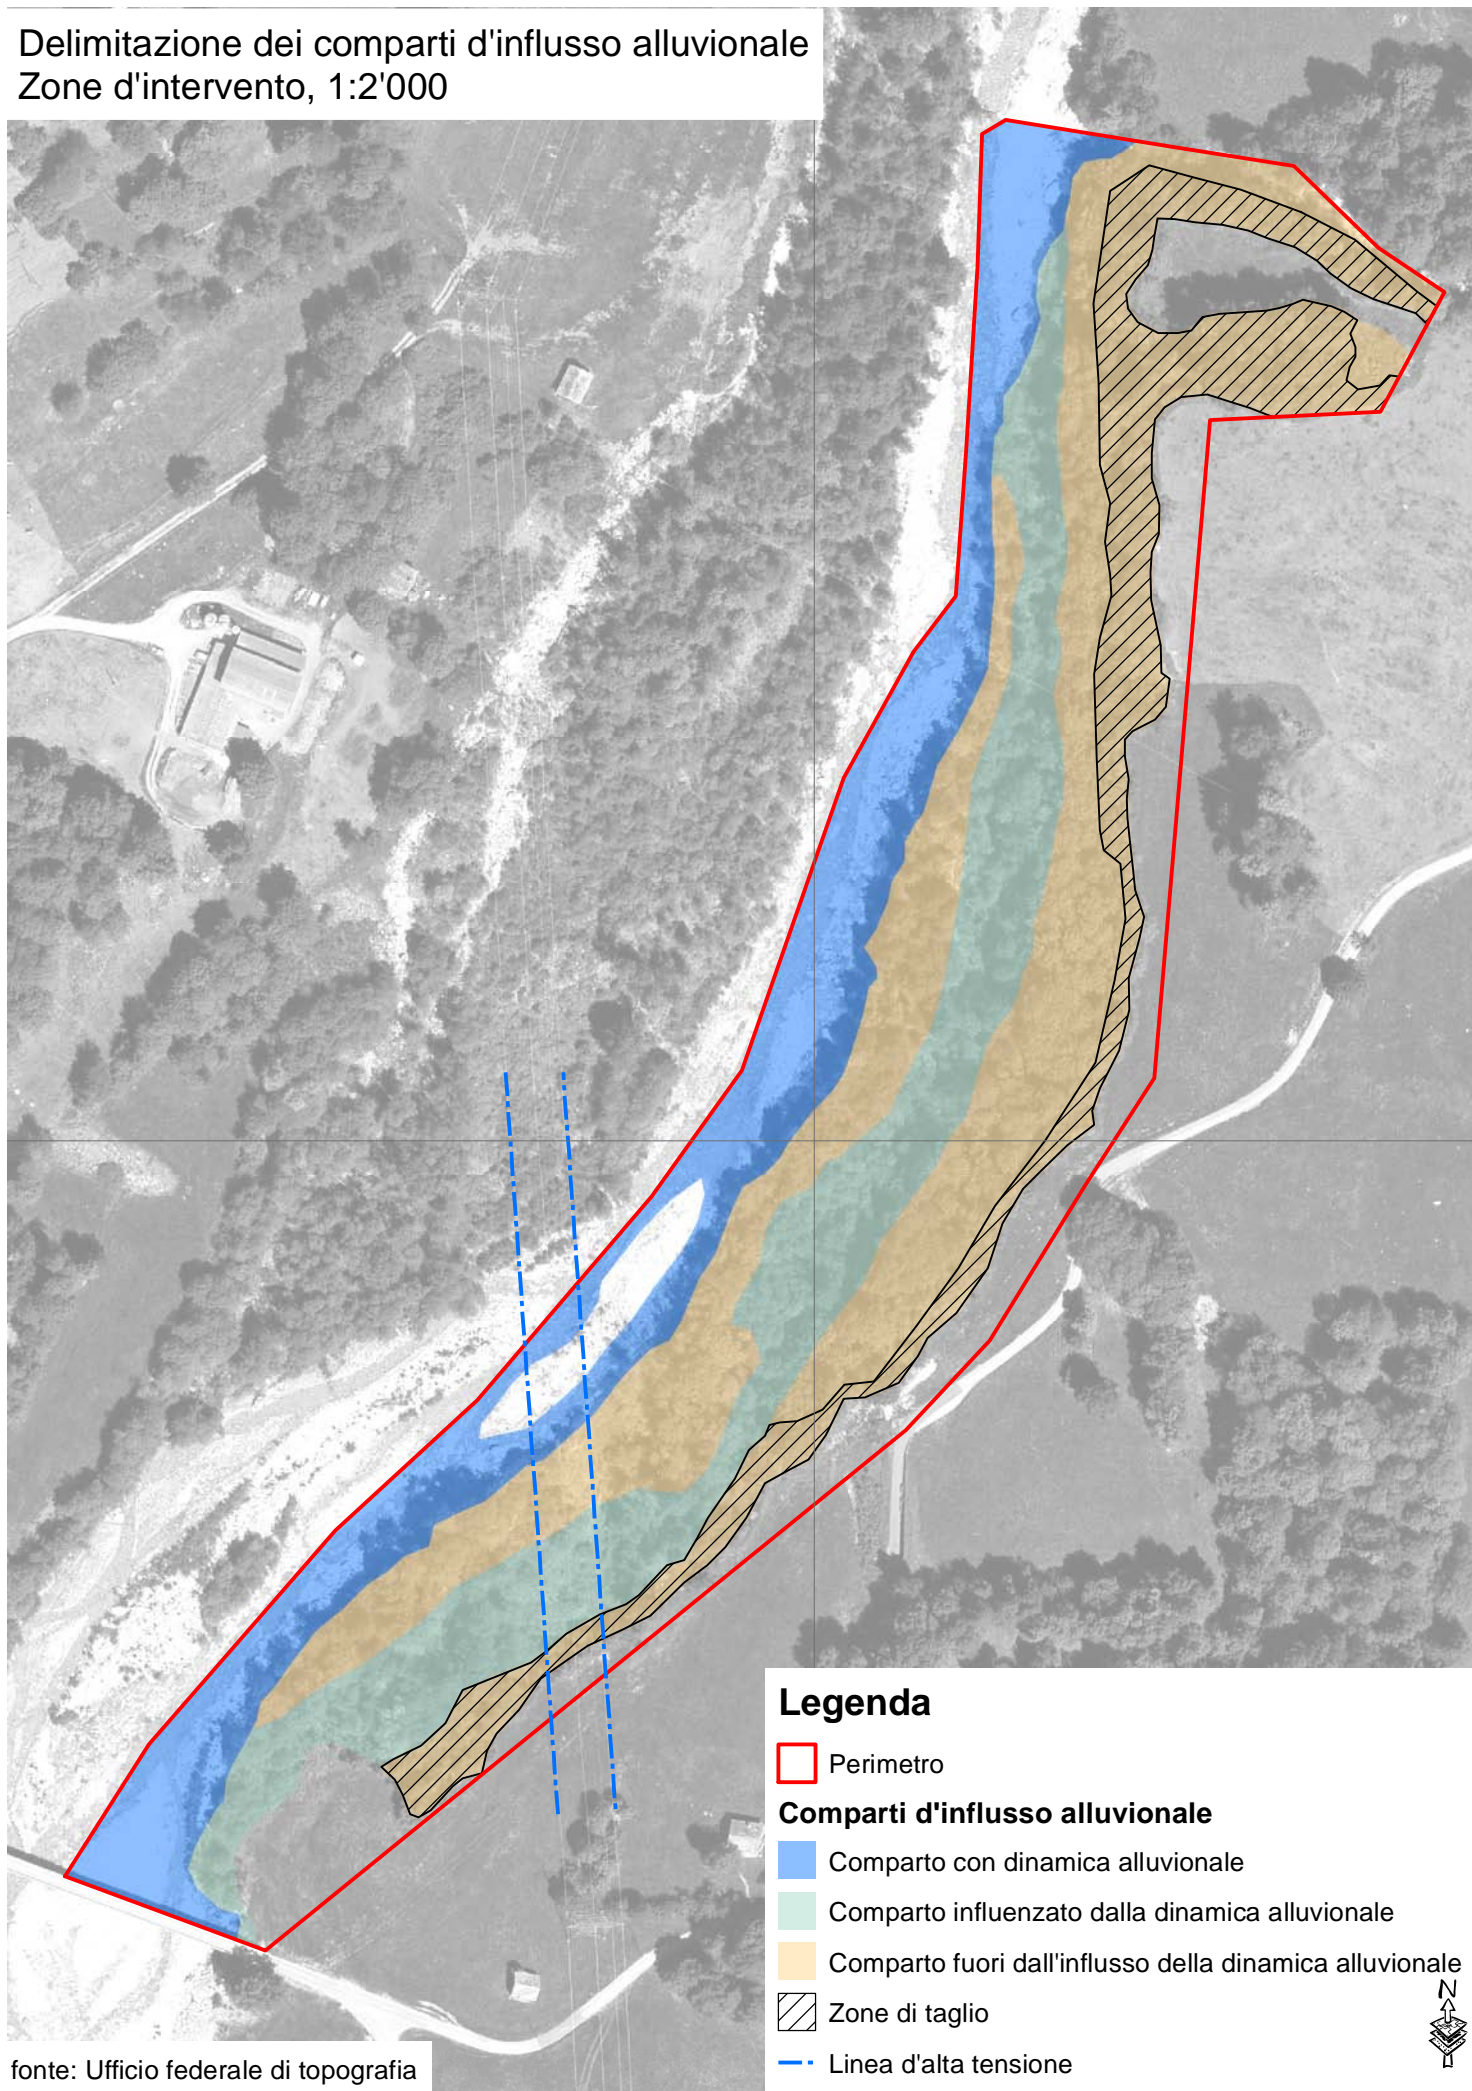 Delimitazione dei comparti d'influsso alluvionale
Zone d'intervento, 1:2'000
Legenda
Perimetro
Comparti d'influsso alluvionale
Comparto con dinamica alluvionale
Comparto influenzato dalla dinamica alluvionale
Comparto fuori dall'influsso della dinamica alluvionale
N
Zone di taglio
Linea d'alta tensione
fonte: Ufficio federale di topografia